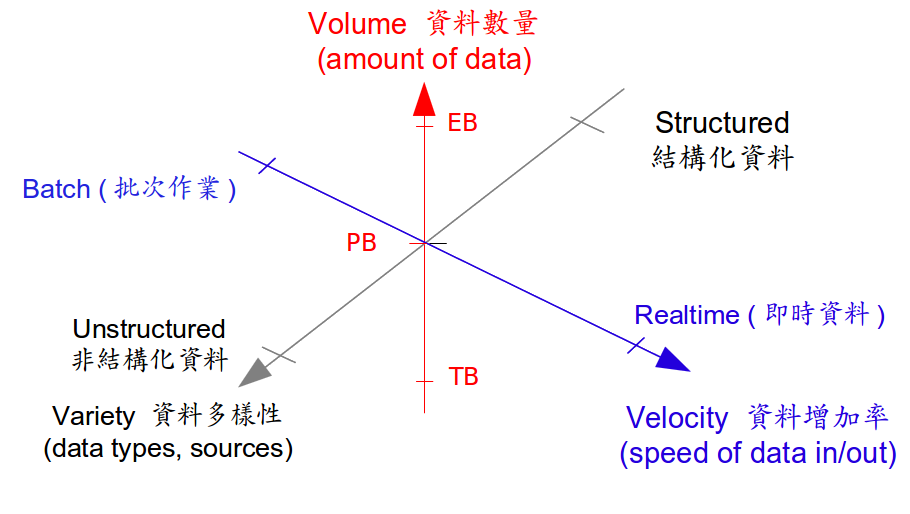 Volume 資料數量
(amount of data)
EB
Structured
結構化資料
Batch ( 批次作業 )
PB
Realtime ( 即時資料 )
Unstructured
非結構化資料
TB
Variety 資料多樣性
(data types, sources)
Velocity 資料增加率
(speed of data in/out)